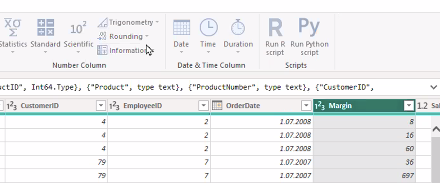 XΣ
σ
10²
Trigonometry
.00 Rounding
Information
R
Py
Statistics Standard Scientific
Date Time Duration
Run R script
Run Python script
Number Column
Date & Time Column
Scripts
uctID", Int64.Type}, {"Product", type text}, {"ProductNumber", type text}, {"CustomerID",
1²3 CustomerID 1²3 EmployeeID OrderDate 1²3 Margin 1.2 Sal
4 2 1.07.2008 8
4 2 1.07.2008 16
4 2 1.07.2008 60
79 7 1.07.2007 36
79 7 1.07.2007 697